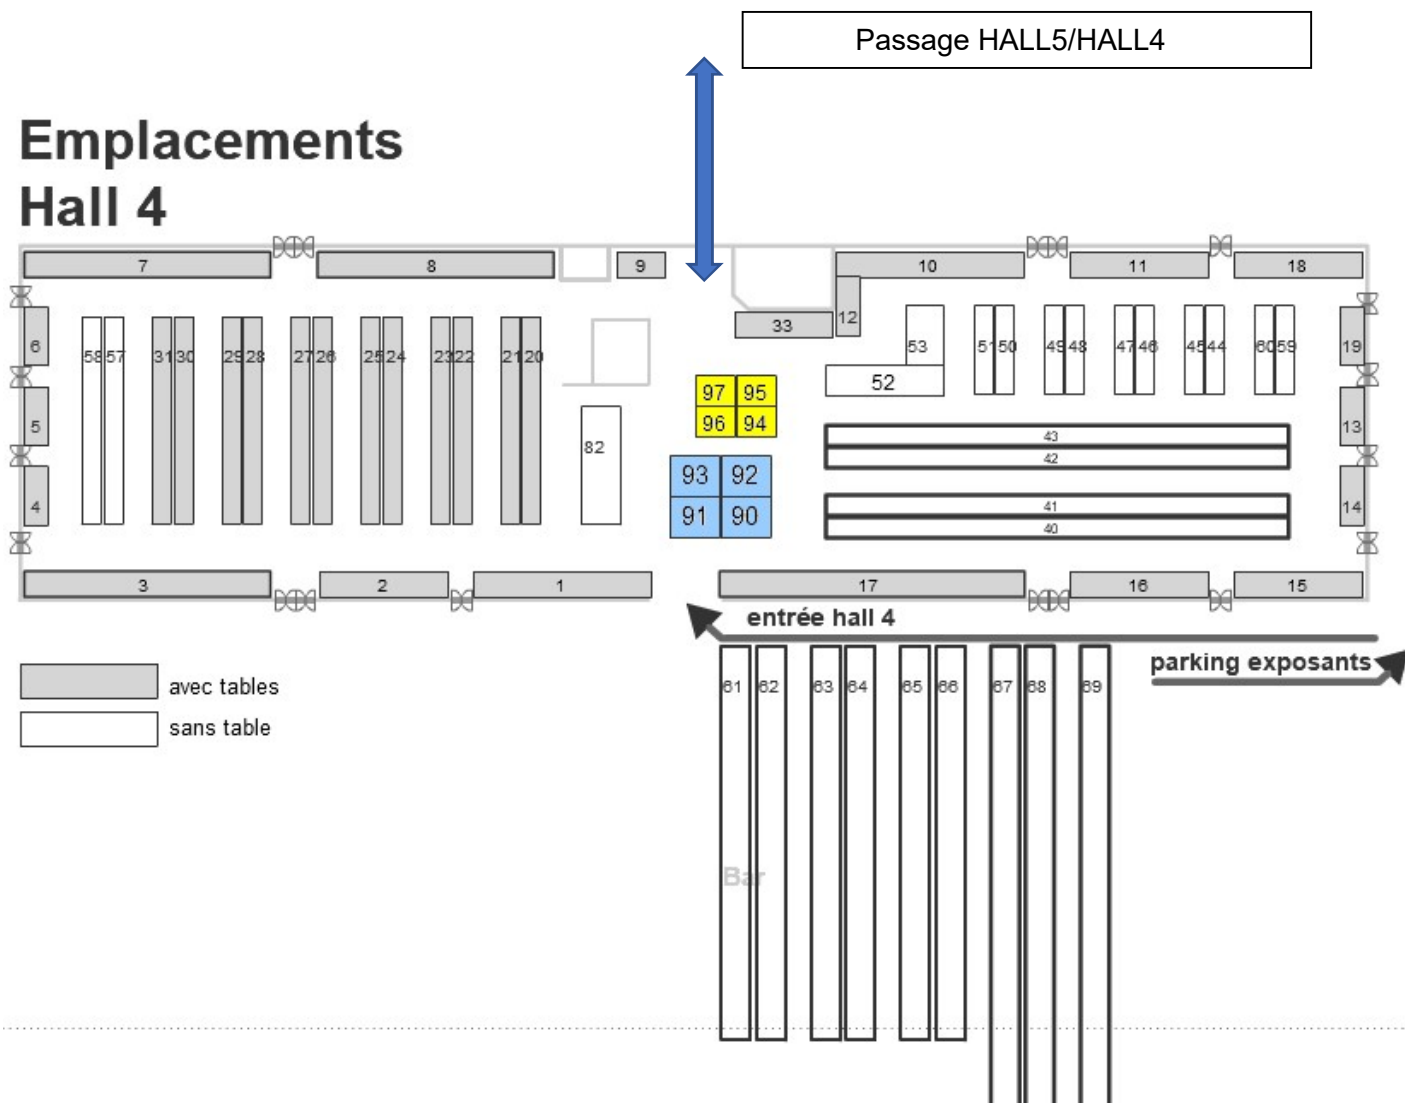 Passage HALL5/HALL4
Emplacements
Hall 4
7 8 9 10 11 18
6 58 57 31 30 29 28 27 26 25 24 23 22 21 20 33 12 53 51 50 49 48 47 46 45 44 60 59 19
52
97 95
96 94
5 82 43 13
42
93 92
4 91 90 41 14
40
3 2 1 17 16 15
entrée hall 4
parking exposants
avec tables
sans table
61 62 63 64 65 66 67 68 69
Bar